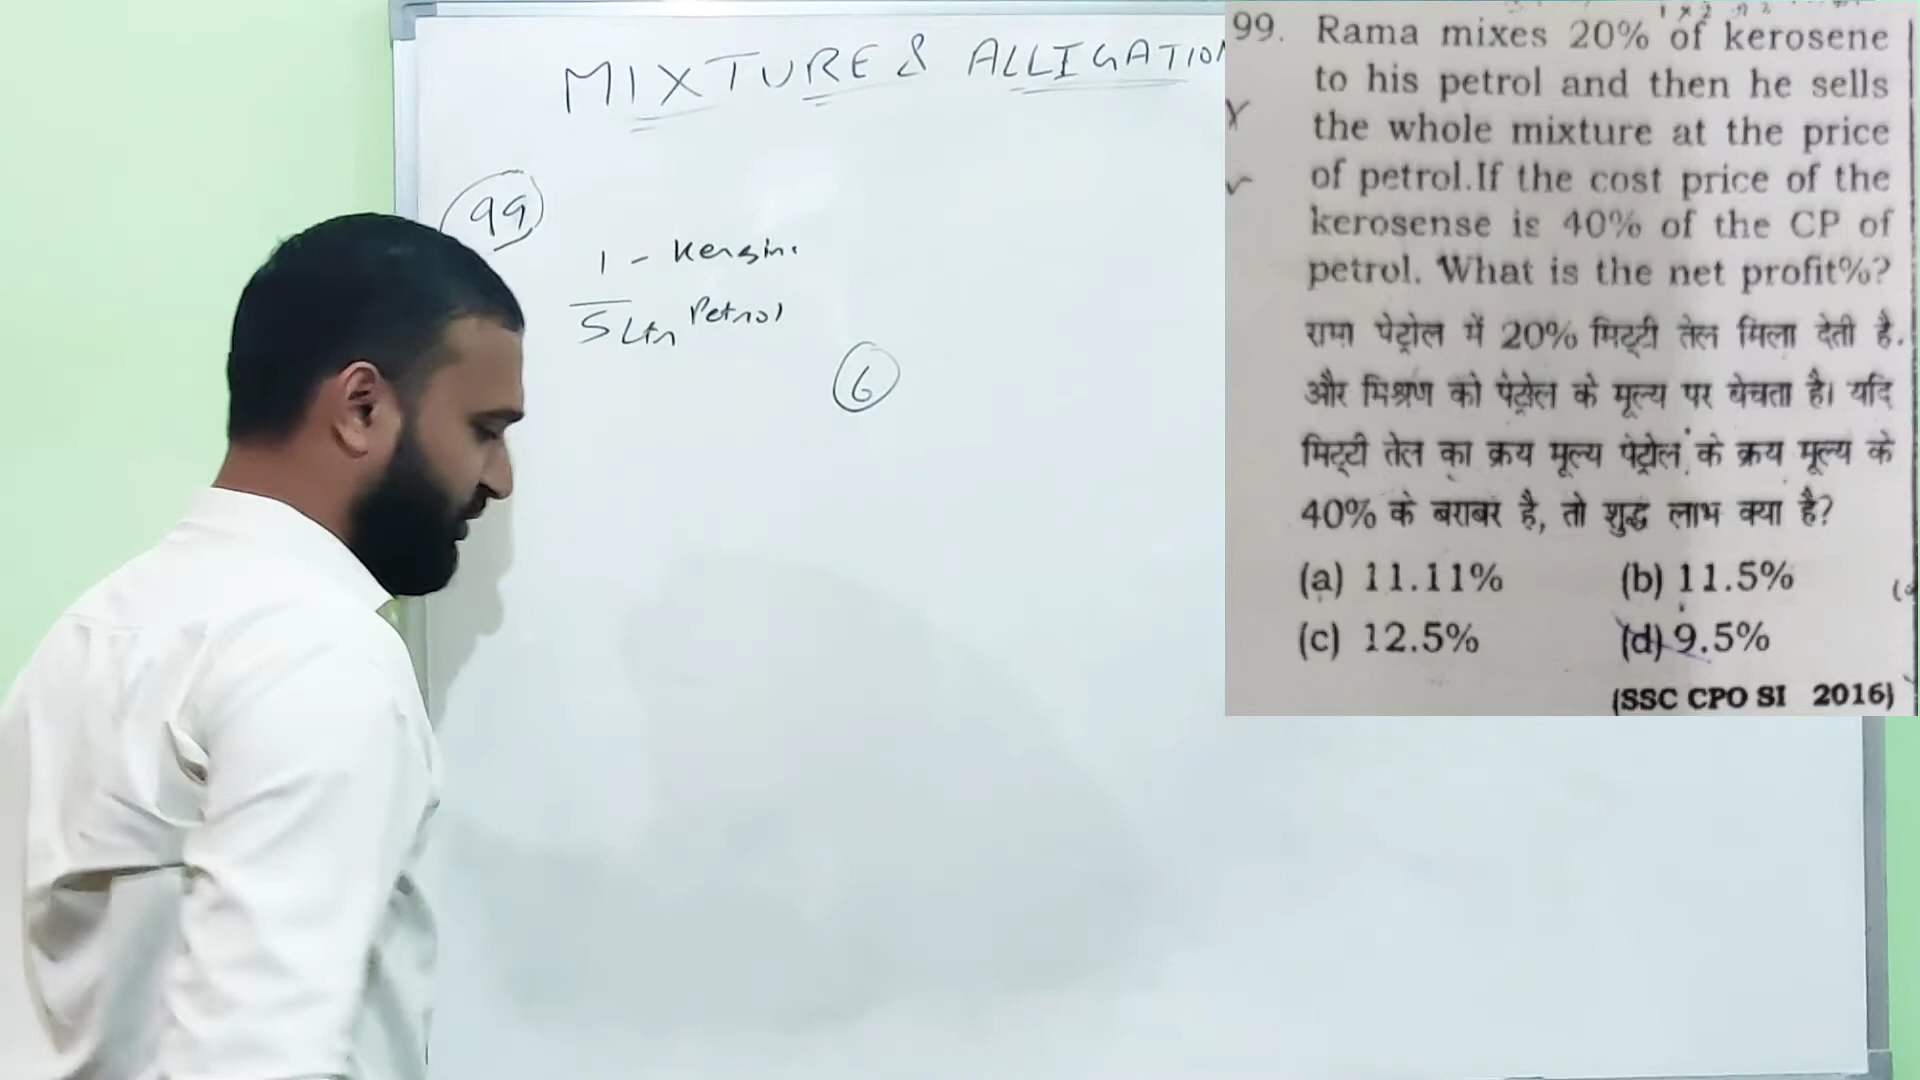 MIXTURE & ALLIGATION
99
1 - Kerosine
5 Ltr Petrol
6
99. Rama mixes 20% of kerosene
to his petrol and then he sells
the whole mixture at the price
of petrol.If the cost price of the
kerosense is 40% of the CP of
petrol. What is the net profit%?
रामा पेट्रोल में 20% मिट्टी तेल मिला देती है.
और मिश्रण को पेट्रोल के मूल्य पर बेचता है। यदि
मिट्टी तेल का क्रय मूल्य पेट्रोल के क्रय मूल्य के
40% के बराबर है, तो शुद्ध लाभ क्या है?
(a) 11.11% (b) 11.5%
(c) 12.5% (d) 9.5%
(SSC CPO SI 2016)